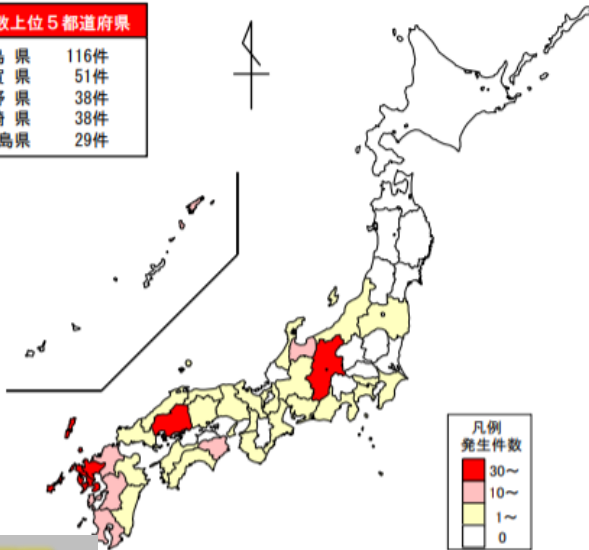 数上位5都道府県
島 県 116件
賀 県 51件
野 県 38件
崎 県 38件
島県 29件
凡例
発生件数
30～
10～
1～
0